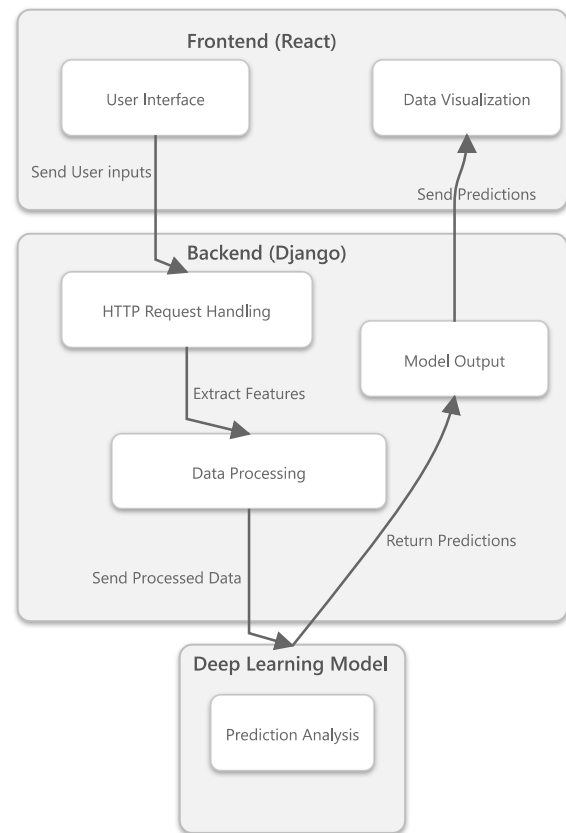 Frontend (React)
User Interface
Data Visualization
Send User inputs
Send Predictions
Backend (Django)
HTTP Request Handling
Model Output
Extract Features
Data Processing
Return Predictions
Send Processed Data
Deep Learning Model
Prediction Analysis